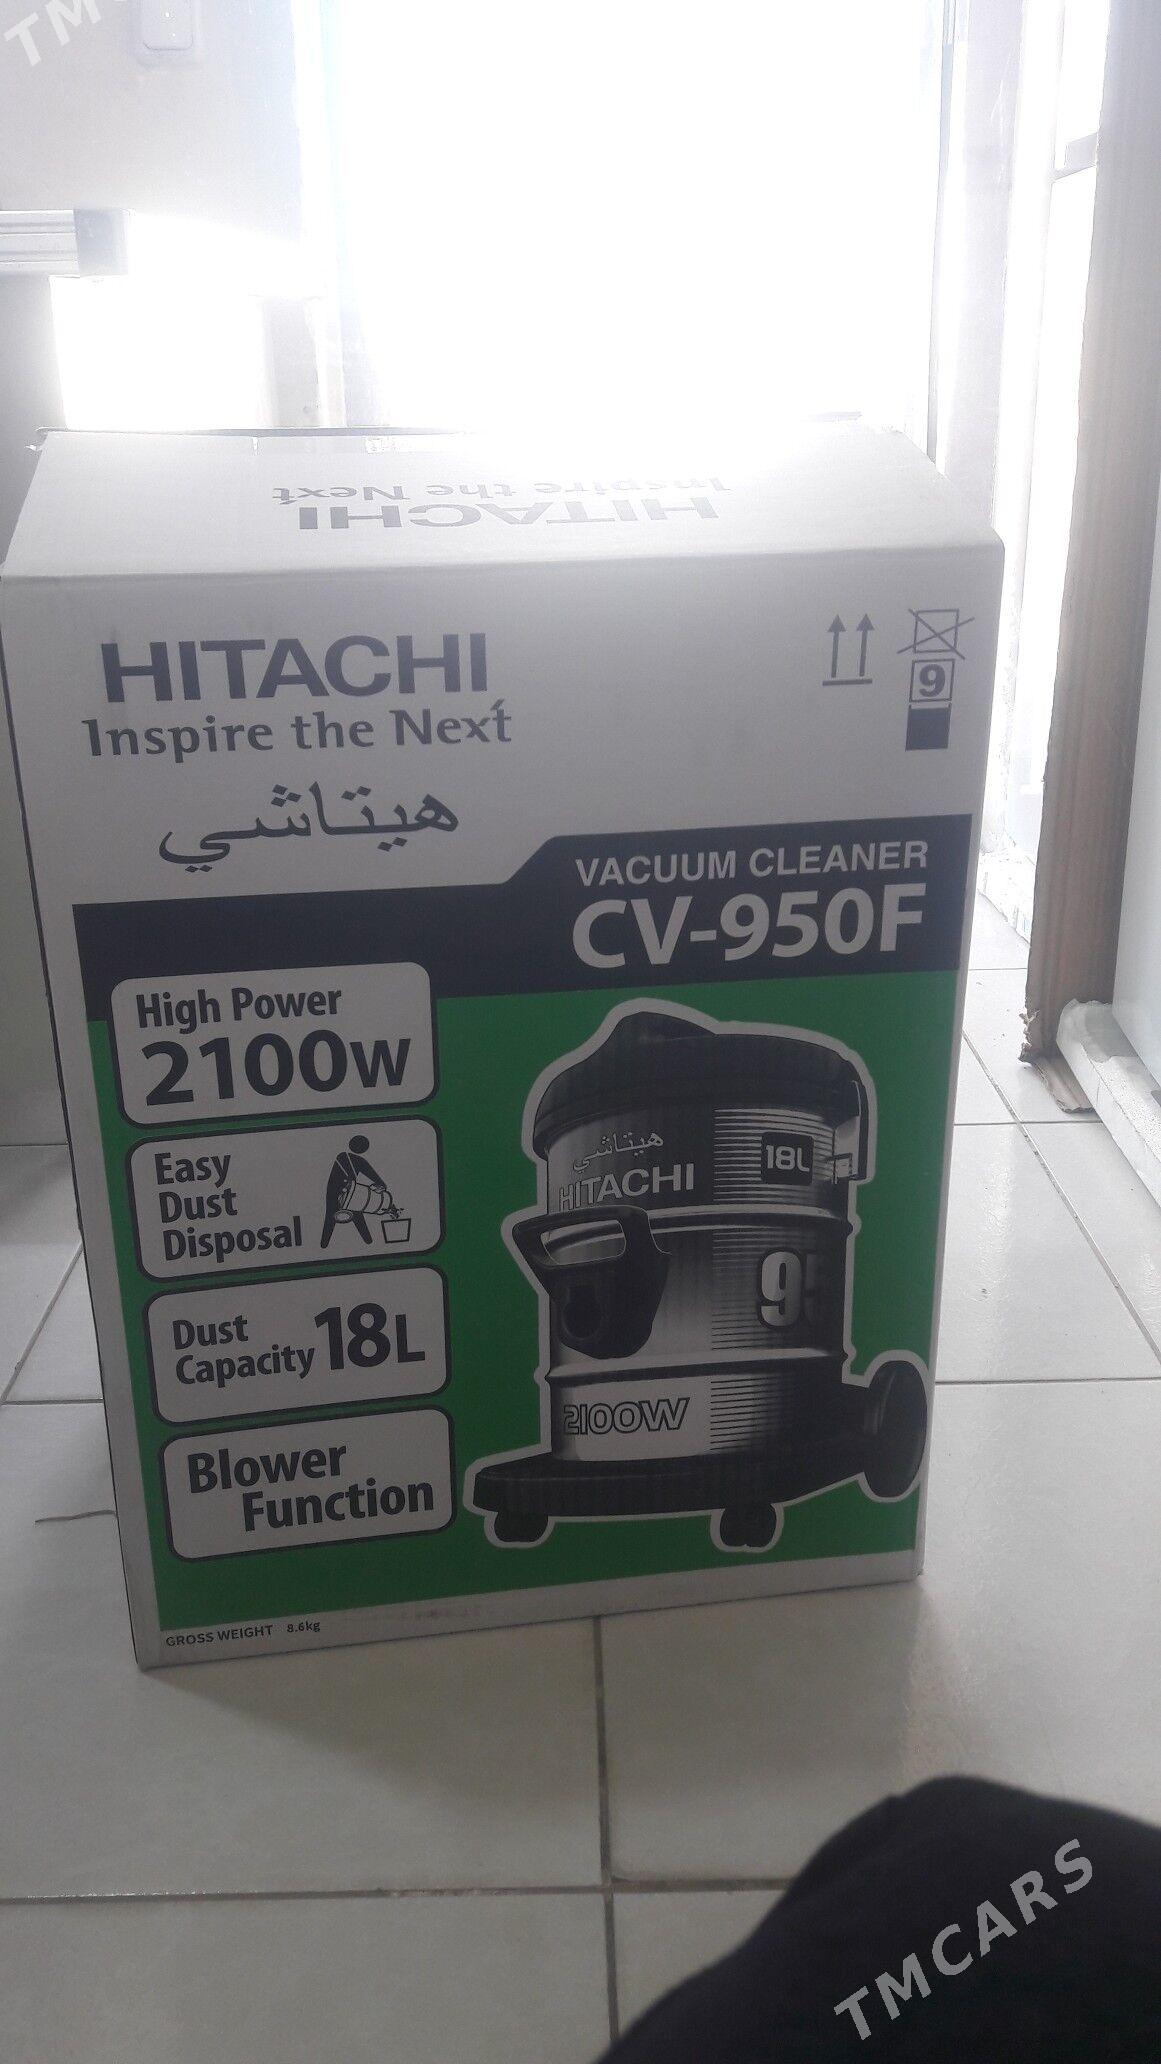 TMC
Inspire the Next
HITACHI
HITACHI
Inspire the Next
هيتاشي
9
VACUUM CLEANER
CV-950F
High Power
2100W
Easy
Dust
Disposal
Dust
Capacity 18L
Blower
Function
هيتاشي
HITACHI
18L
95
2100W
GROSS WEIGHT 8.6kg
TMCARS